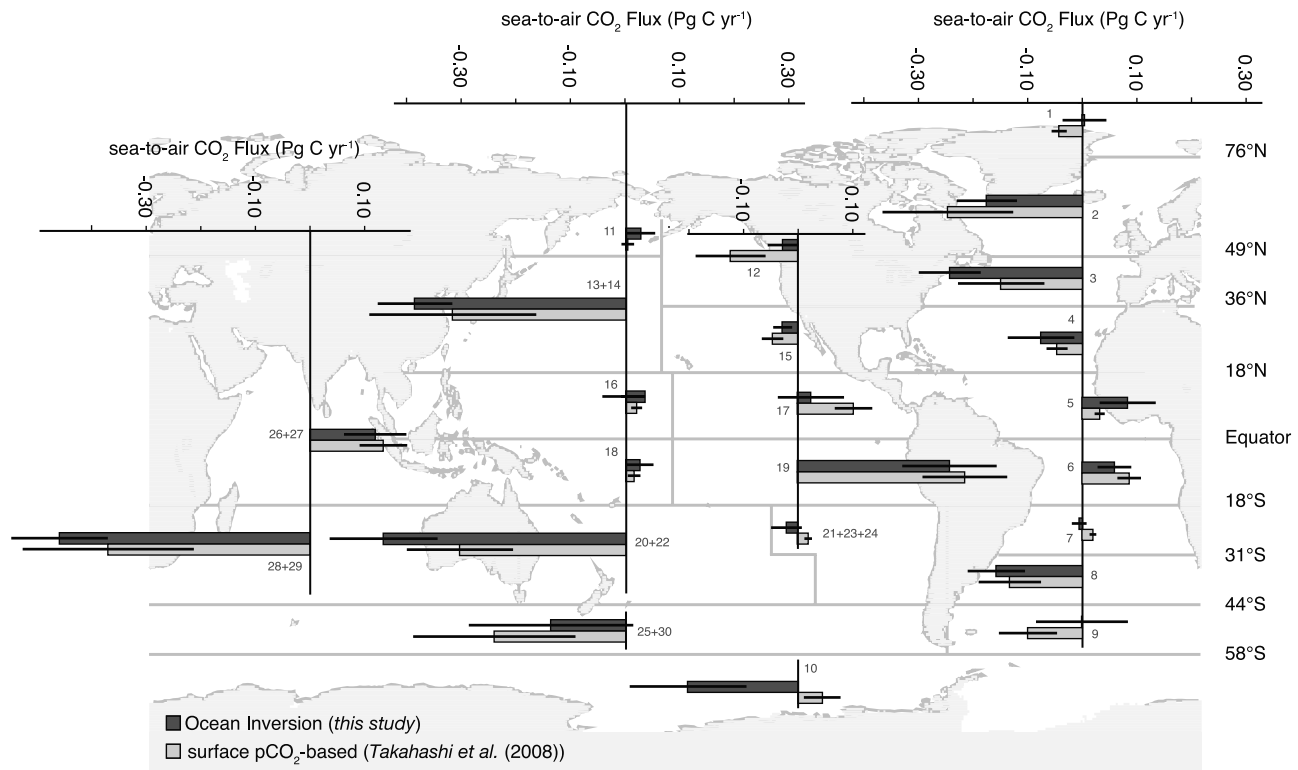 sea-to-air CO2 Flux (Pg C yr-1)
sea-to-air CO2 Flux (Pg C yr-1)
-0.30
-0.10
0.10
0.30
-0.30
-0.10
0.10
0.30
1
76°N
sea-to-air CO2 Flux (Pg C yr-1)
-0.30
-0.10
0.10
-0.10
0.10
2
11
49°N
12
3
13+14
36°N
4
15
18°N
16
17
5
26+27
Equator
18
19
6
18°S
20+22
21+23+24
7
31°S
28+29
8
44°S
25+30
9
58°S
10
Ocean Inversion (this study)
surface pCO2-based (Takahashi et al. (2008))